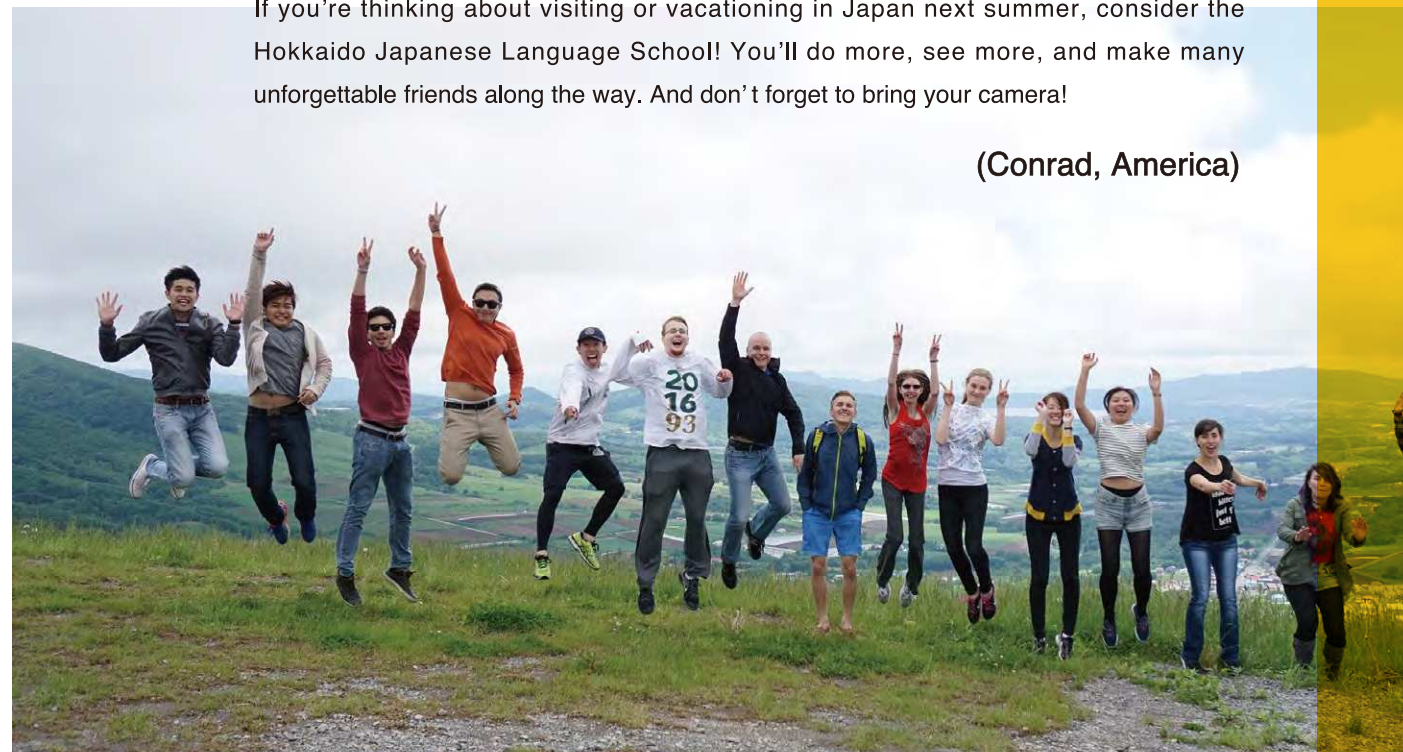 If you're thinking about visiting or vacationing in Japan next summer, consider the
Hokkaido Japanese Language School! You'll do more, see more, and make many
unforgettable friends along the way. And don't forget to bring your camera!
(Conrad, America)
20
16
93